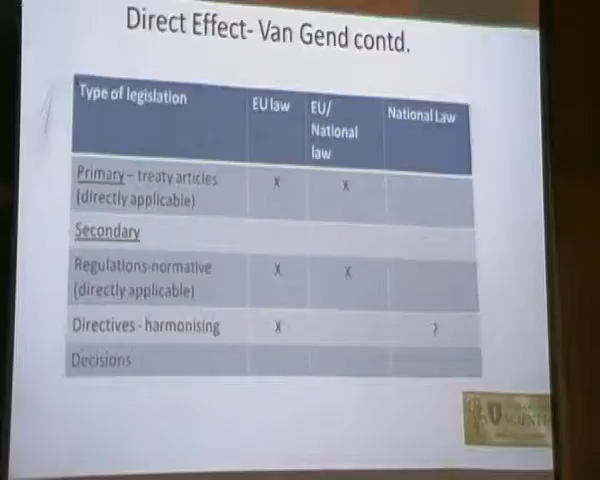 Direct Effect- Van Gend contd.
Type of legislation
EU law
EU/
National
law
National Law
Primary – treaty articles
(directly applicable)
X
X
Secondary
Regulations-normative
(directly applicable)
X
X
Directives - harmonising
X
?
Decisions